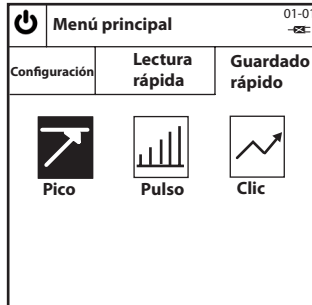 Menú principal
01-01
Configuración
Lectura
rápida
Guardado
rápido
Pico
Pulso
Clic